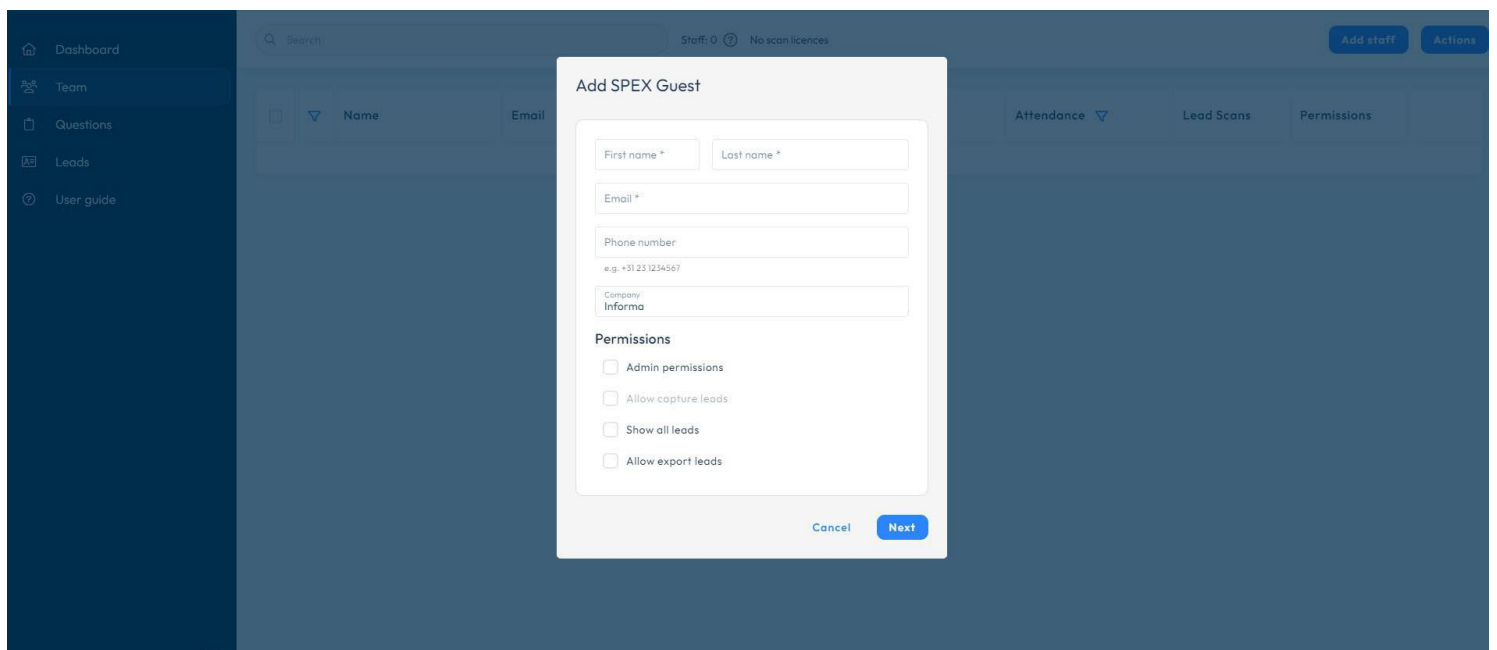 Dashboard
Team
Questions
Leads
User guide
Search
Staff: 0 ? No scan licences
Add staff
Actions
Name
Email
Attendance
Lead Scans
Permissions
Add SPEX Guest
First name *
Last name *
Email *
Phone number
e.g. +31 23 1234567
Company
Informa
Permissions
Admin permissions
Allow capture leads
Show all leads
Allow export leads
Cancel
Next